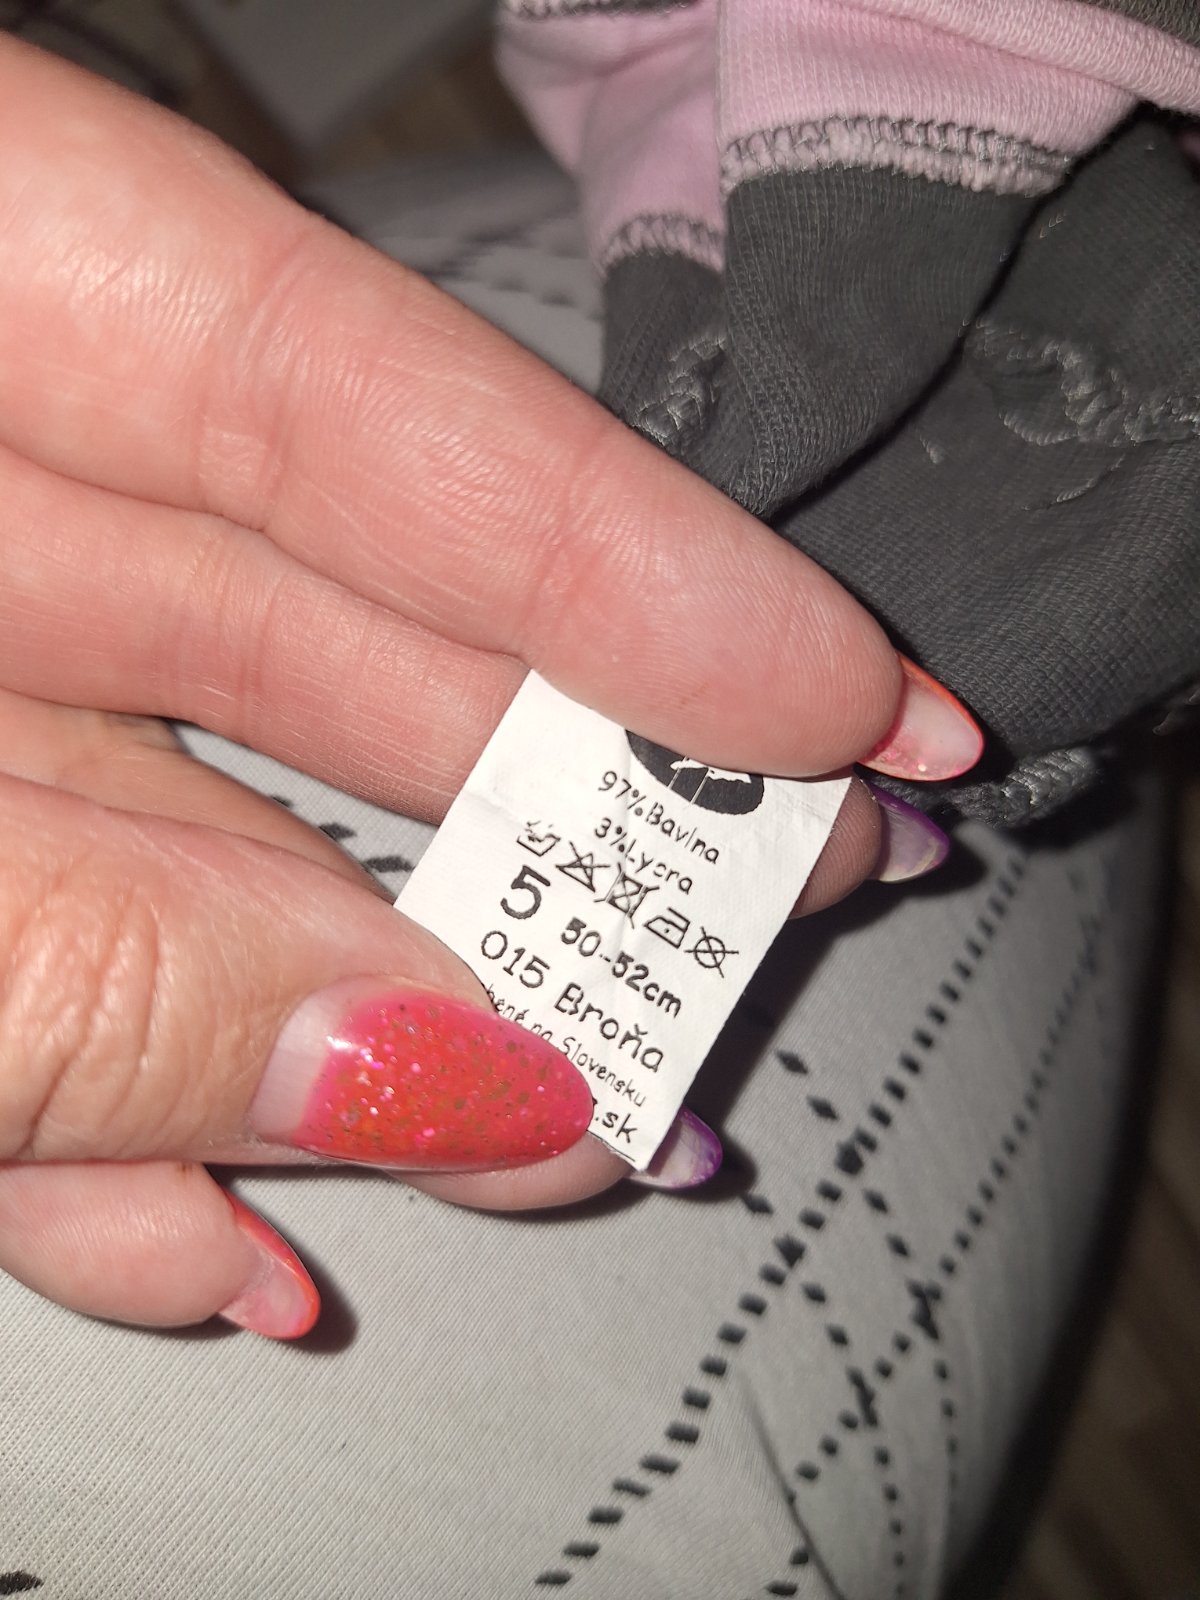 97%Bavlna
3%Lycra
5 50-52cm
015 Broňa
Slovensku
.sk